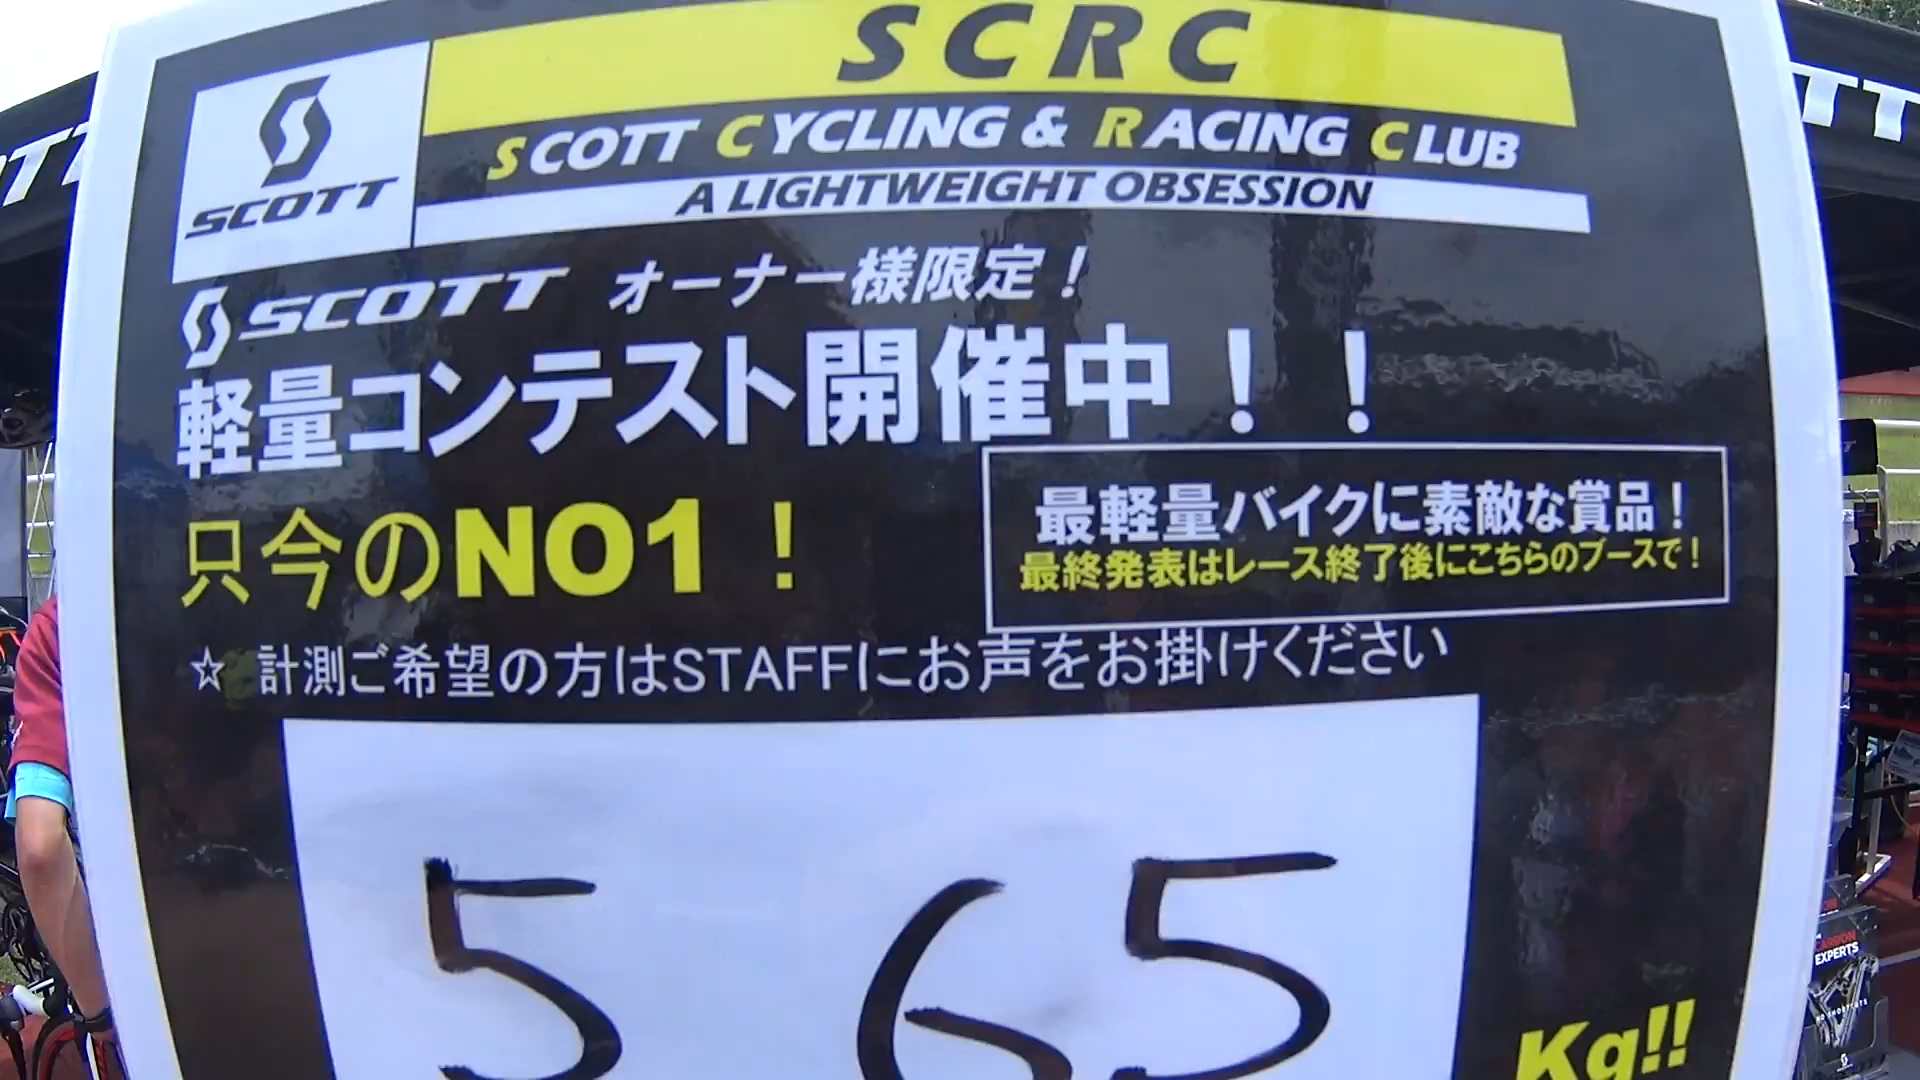 SCRC
SCOTT
SCOTT CYCLING & RACING CLUB
A LIGHTWEIGHT OBSESSION
SCOTT オーナー様限定！
軽量コンテスト開催中！！
只今のNO1！
最軽量バイクに素敵な賞品！
最終発表はレース終了後にこちらのブースで！
☆ 計測ご希望の方はSTAFFにお声をお掛けください
5 65
Kg!!
CARBON
EXPERTS